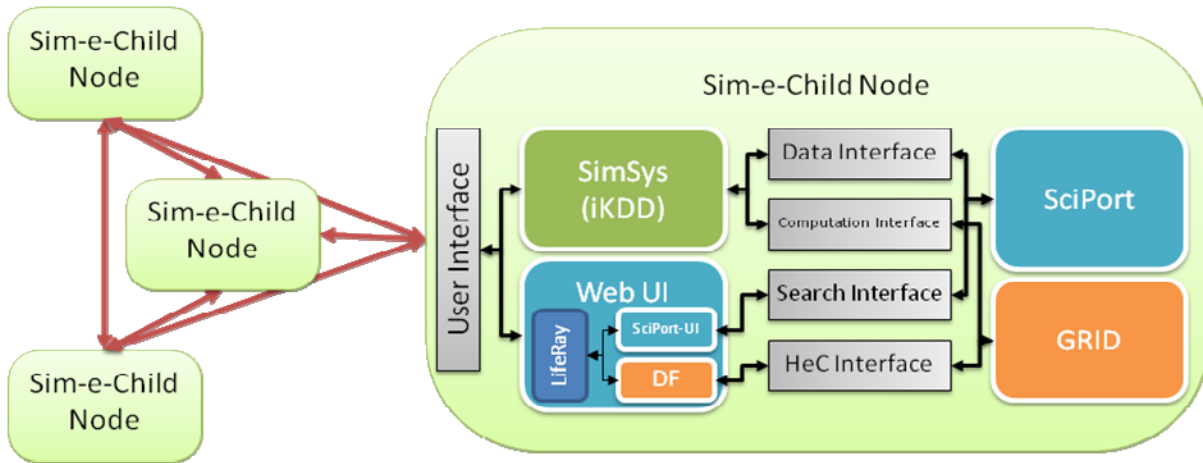 Sim-e-Child
Node
Sim-e-Child
Node
Sim-e-Child
Node
Sim-e-Child Node
User Interface
SimSys
(iKDD)
Web UI
LifeRay
SciPort-UI
DF
Data Interface
Computation Interface
Search Interface
HeC Interface
SciPort
GRID